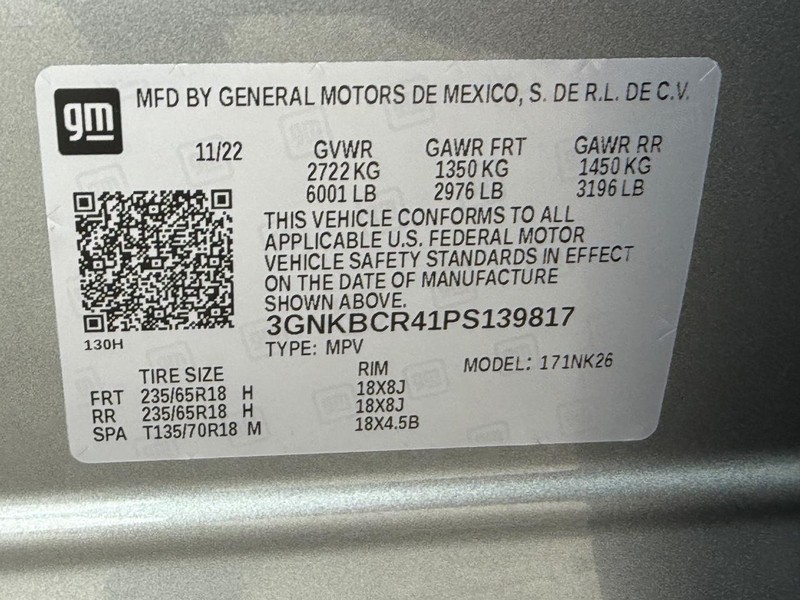 gm
MFD BY GENERAL MOTORS DE MEXICO, S. DE R.L. DE C.V.
11/22 GVWR GAWR FRT GAWR RR
2722 KG 1350 KG 1450 KG
6001 LB 2976 LB 3196 LB
THIS VEHICLE CONFORMS TO ALL
APPLICABLE U.S. FEDERAL MOTOR
VEHICLE SAFETY STANDARDS IN EFFECT
ON THE DATE OF MANUFACTURE
SHOWN ABOVE.
3GNKBCR41PS139817
130H
TYPE: MPV MODEL: 171NK26
TIRE SIZE RIM
FRT 235/65R18 H 18X8J
RR 235/65R18 H 18X8J
SPA T135/70R18 M 18X4.5B